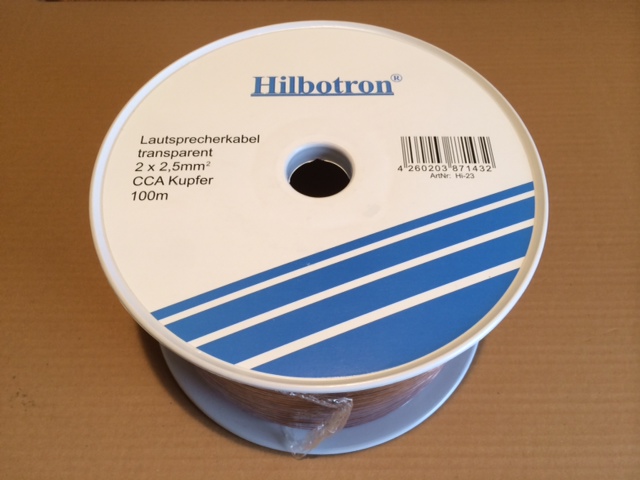 Hilbotron®
Lautsprecherkabel
transparent
2 x 2,5mm²
CCA Kupfer
100m
4 260203 871432
ArtNr: Hi-23